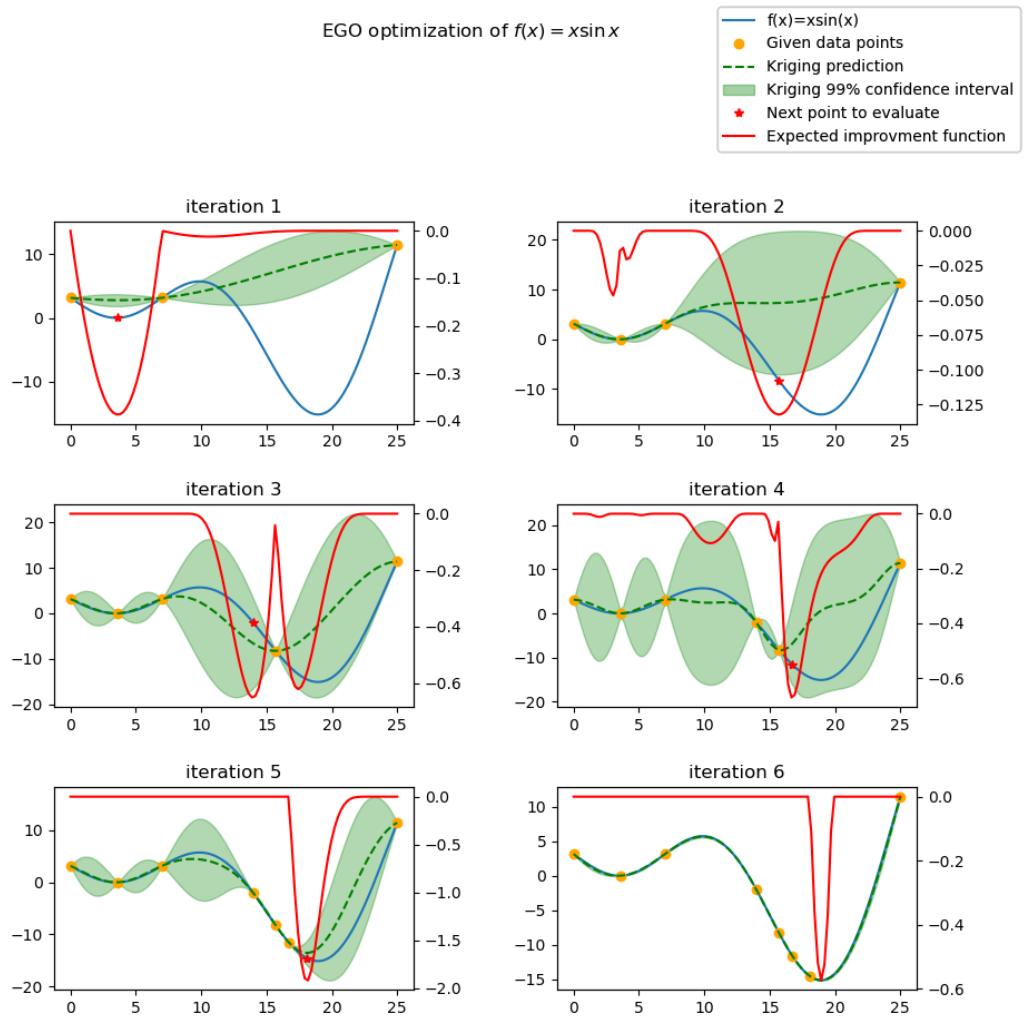 EGO optimization of f(x) = x sin x
f(x)=xsin(x)
Given data points
Kriging prediction
Kriging 99% confidence interval
Next point to evaluate
Expected improvment function
iteration 1
10
0
−10
0.0
−0.1
−0.2
−0.3
−0.4
0 5 10 15 20 25
iteration 2
20
10
0
−10
0.000
−0.025
−0.050
−0.075
−0.100
−0.125
0 5 10 15 20 25
iteration 3
20
10
0
−10
−20
0.0
−0.2
−0.4
−0.6
0 5 10 15 20 25
iteration 4
20
10
0
−10
−20
0.0
−0.2
−0.4
−0.6
0 5 10 15 20 25
iteration 5
10
0
−10
−20
0.0
−0.5
−1.0
−1.5
−2.0
0 5 10 15 20 25
iteration 6
10
5
0
−5
−10
−15
0.0
−0.2
−0.4
−0.6
0 5 10 15 20 25